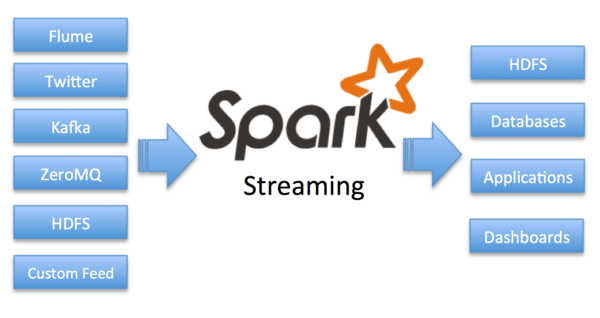 Flume
Twitter
Kafka
ZeroMQ
HDFS
Custom Feed
Spark
Streaming
HDFS
Databases
Applications
Dashboards